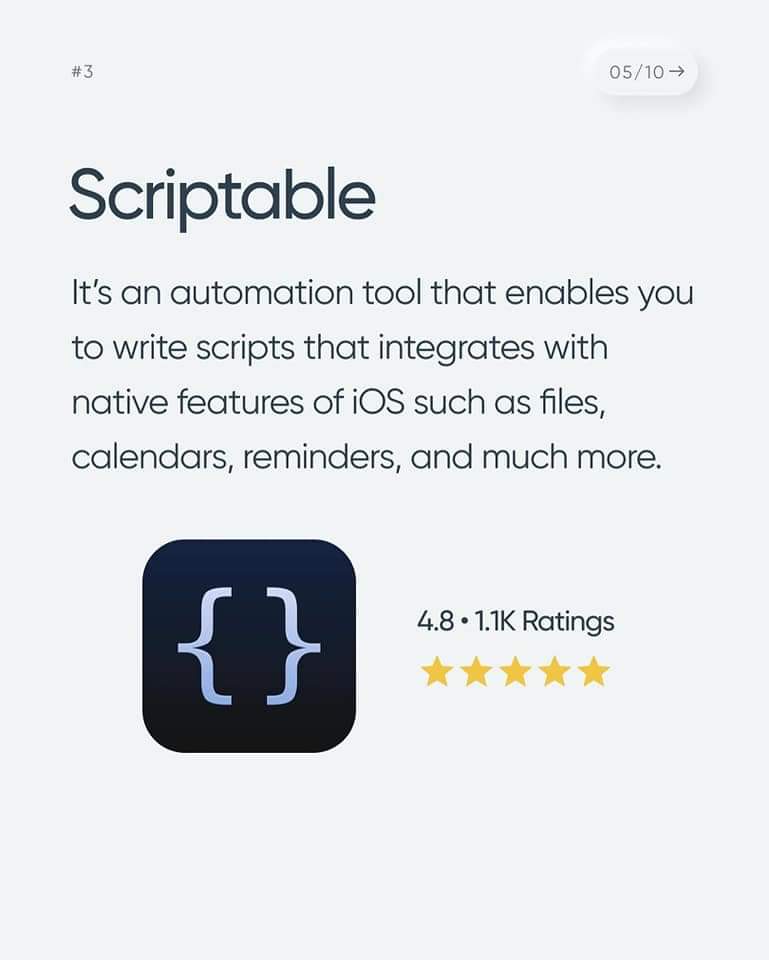 #3
05/10 →
Scriptable
It’s an automation tool that enables you
to write scripts that integrates with
native features of iOS such as files,
calendars, reminders, and much more.
{ }
4.8 • 1.1K Ratings